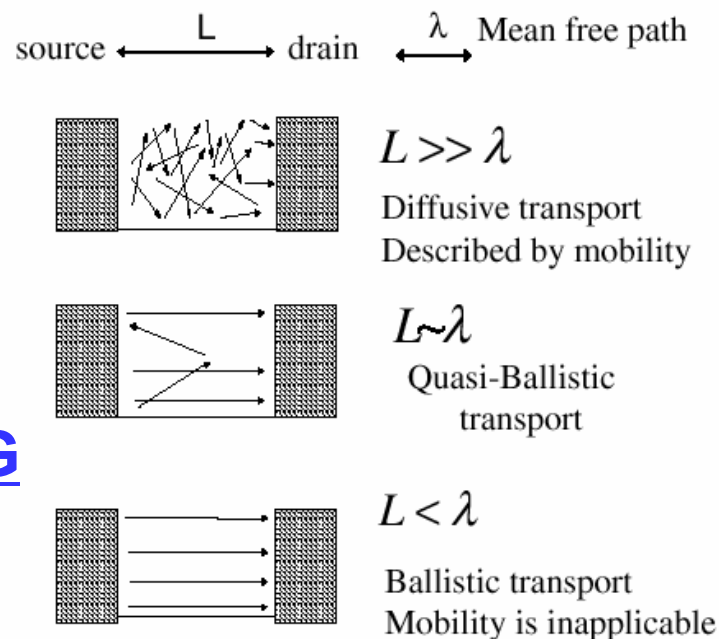 source L drain λ Mean free path
L >> λ
Diffusive transport
Described by mobility
L~λ
Quasi-Ballistic
transport
G
L < λ
Ballistic transport
Mobility is inapplicable